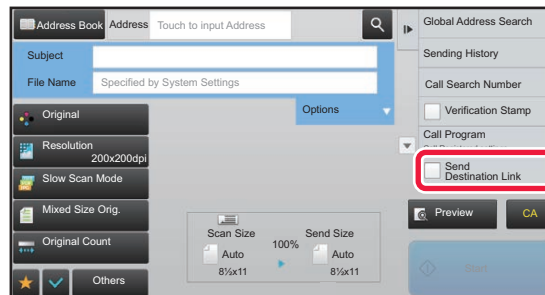 Address Book Address Touch to input Address
Subject
File Name Specified by System Settings
Options
Original
Resolution
200x200dpi
Slow Scan Mode
Mixed Size Orig.
Original Count
Others
Scan Size
Auto
8½x11
100%
Send Size
Auto
8½x11
Global Address Search
Sending History
Call Search Number
Verification Stamp
Call Program
Send
Destination Link
Preview
CA
Start